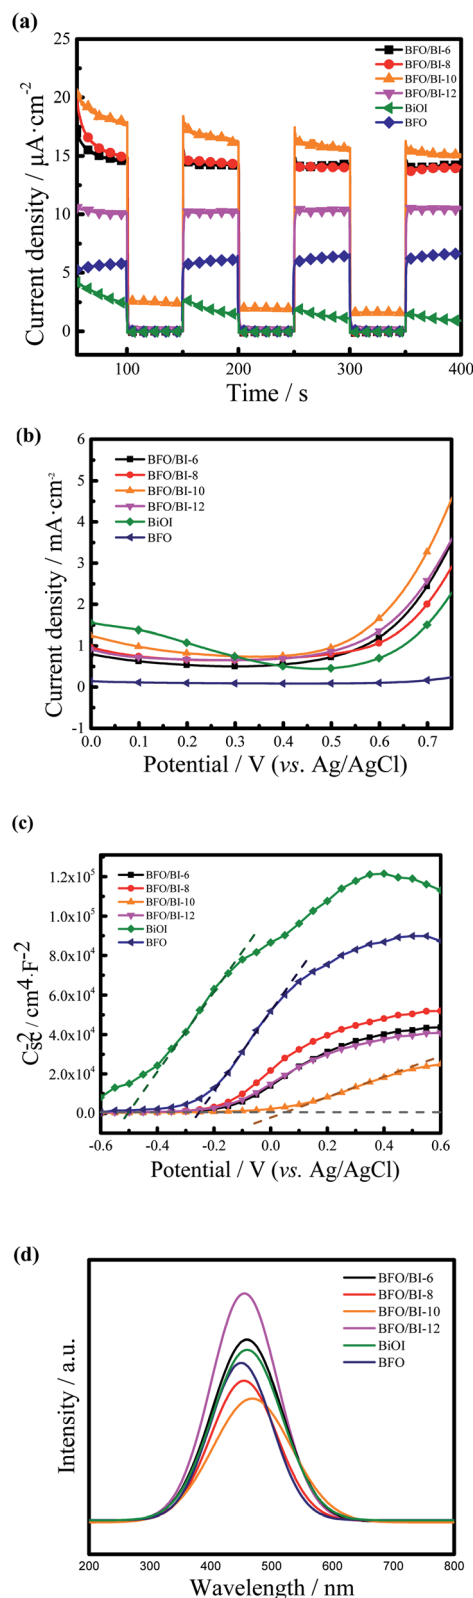 (a)
25
20
15
10
5
0
Current density / μA·cm⁻²
BFO/BI-6
BFO/BI-8
BFO/BI-10
BFO/BI-12
BiOI
BFO
100 200 300 400
Time / s
(b)
6
5
4
3
2
1
0
-1
Current density / mA·cm⁻²
BFO/BI-6
BFO/BI-8
BFO/BI-10
BFO/BI-12
BiOI
BFO
0.0 0.1 0.2 0.3 0.4 0.5 0.6 0.7
Potential / V (vs. Ag/AgCl)
(c)
1.2x10⁵
1.0x10⁵
8.0x10⁴
6.0x10⁴
4.0x10⁴
2.0x10⁴
0.0
C⁻²sc / cm⁴·F⁻²
BFO/BI-6
BFO/BI-8
BFO/BI-10
BFO/BI-12
BiOI
BFO
-0.6 -0.4 -0.2 0.0 0.2 0.4 0.6
Potential / V (vs. Ag/AgCl)
(d)
Intensity / a.u.
BFO/BI-6
BFO/BI-8
BFO/BI-10
BFO/BI-12
BiOI
BFO
200 300 400 500 600 700 800
Wavelength / nm